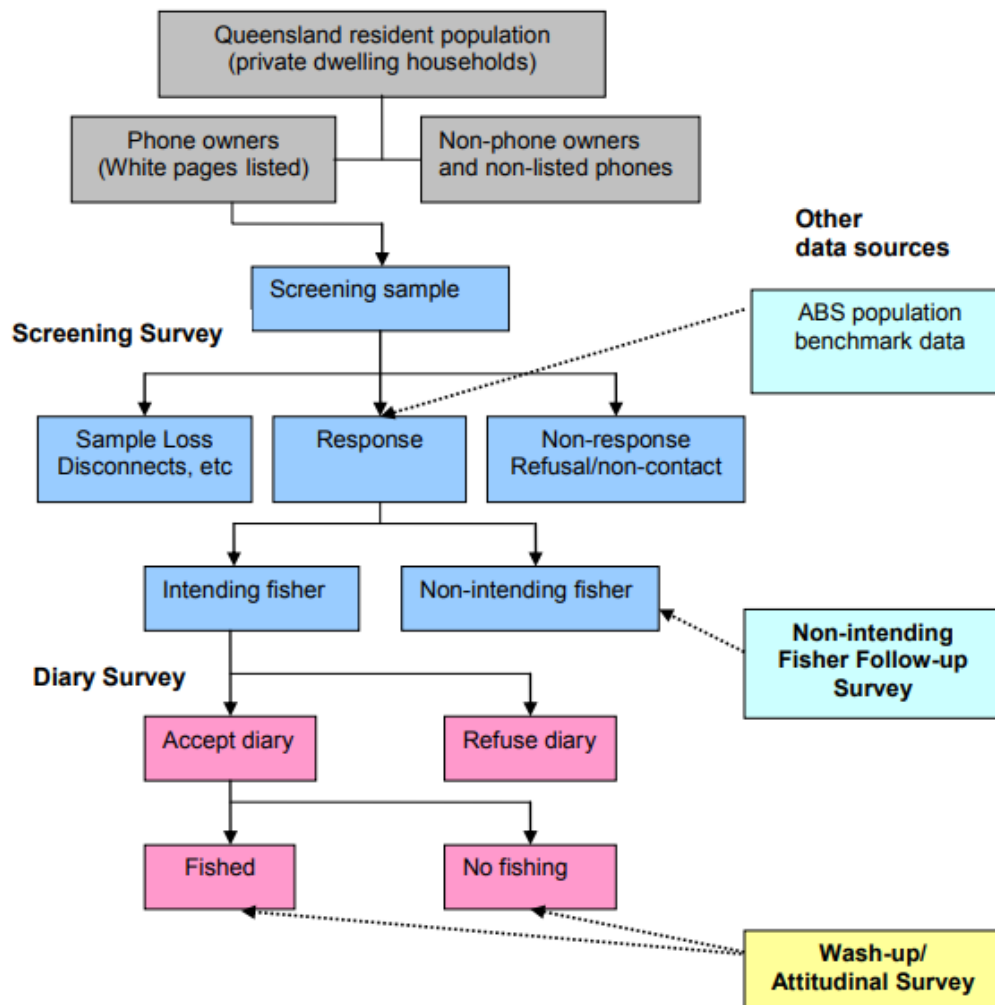 Queensland resident population
(private dwelling households)
Phone owners
(White pages listed)
Non-phone owners
and non-listed phones
Other
data sources
Screening sample
ABS population
benchmark data
Screening Survey
Sample Loss
Disconnects, etc
Response
Non-response
Refusal/non-contact
Intending fisher
Non-intending fisher
Non-intending
Fisher Follow-up
Survey
Diary Survey
Accept diary
Refuse diary
Fished
No fishing
Wash-up/
Attitudinal Survey